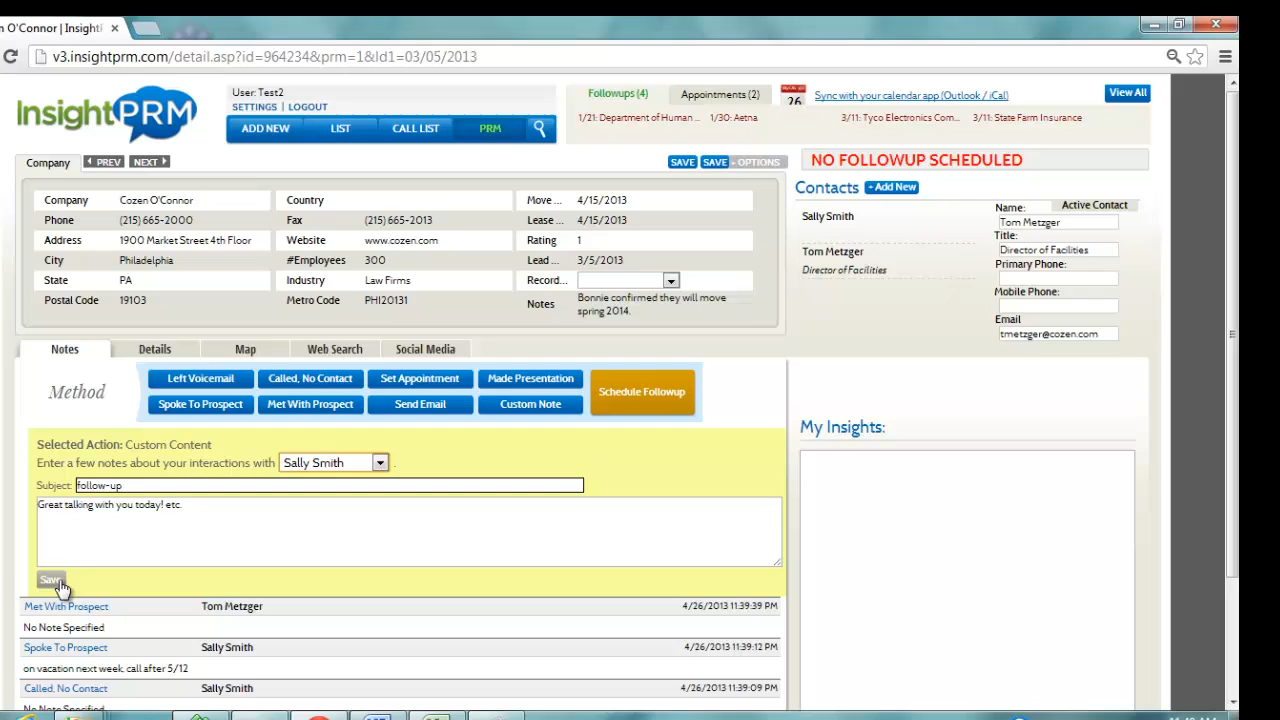 n O'Connor | Insight
v3.insightprm.com/detail.asp?id=964234&prm=1&ld1=03/05/2013
InsightPRM
User: Test2
SETTINGS | LOGOUT
ADD NEW LIST CALL LIST PRM
Followups (4) Appointments (2)
26 Sync with your calendar app (Outlook / iCal) View All
1/21: Department of Human ... 1/30: Aetna 3/11: Tyco Electronics Com... 3/11: State Farm Insurance
Company PREV NEXT SAVE SAVE + OPTIONS
NO FOLLOWUP SCHEDULED
Company Cozen O'Connor Country Move ... 4/15/2013
Phone (215) 665-2000 Fax (215) 665-2013 Lease ... 4/15/2013
Address 1900 Market Street 4th Floor Website www.cozen.com Rating 1
City Philadelphia #Employees 300 Lead ... 3/5/2013
State PA Industry Law Firms Record...
Postal Code 19103 Metro Code PHI20131 Notes Bonnie confirmed they will move spring 2014.
Contacts + Add New
Sally Smith
Tom Metzger
Director of Facilities
Active Contact
Name:
Tom Metzger
Title:
Director of Facilities
Primary Phone:
Mobile Phone:
Email
tmetzger@cozen.com
Notes Details Map Web Search Social Media
Method
Left Voicemail Called, No Contact Set Appointment Made Presentation
Spoke To Prospect Met With Prospect Send Email Custom Note
Schedule Followup
Selected Action: Custom Content
Enter a few notes about your interactions with Sally Smith .
Subject: follow-up
Great talking with you today! etc.
Save
My Insights:
Met With Prospect Tom Metzger 4/26/2013 11:39:39 PM
No Note Specified
Spoke To Prospect Sally Smith 4/26/2013 11:39:12 PM
on vacation next week, call after 5/12
Called, No Contact Sally Smith 4/26/2013 11:39:09 PM
No Note Specified